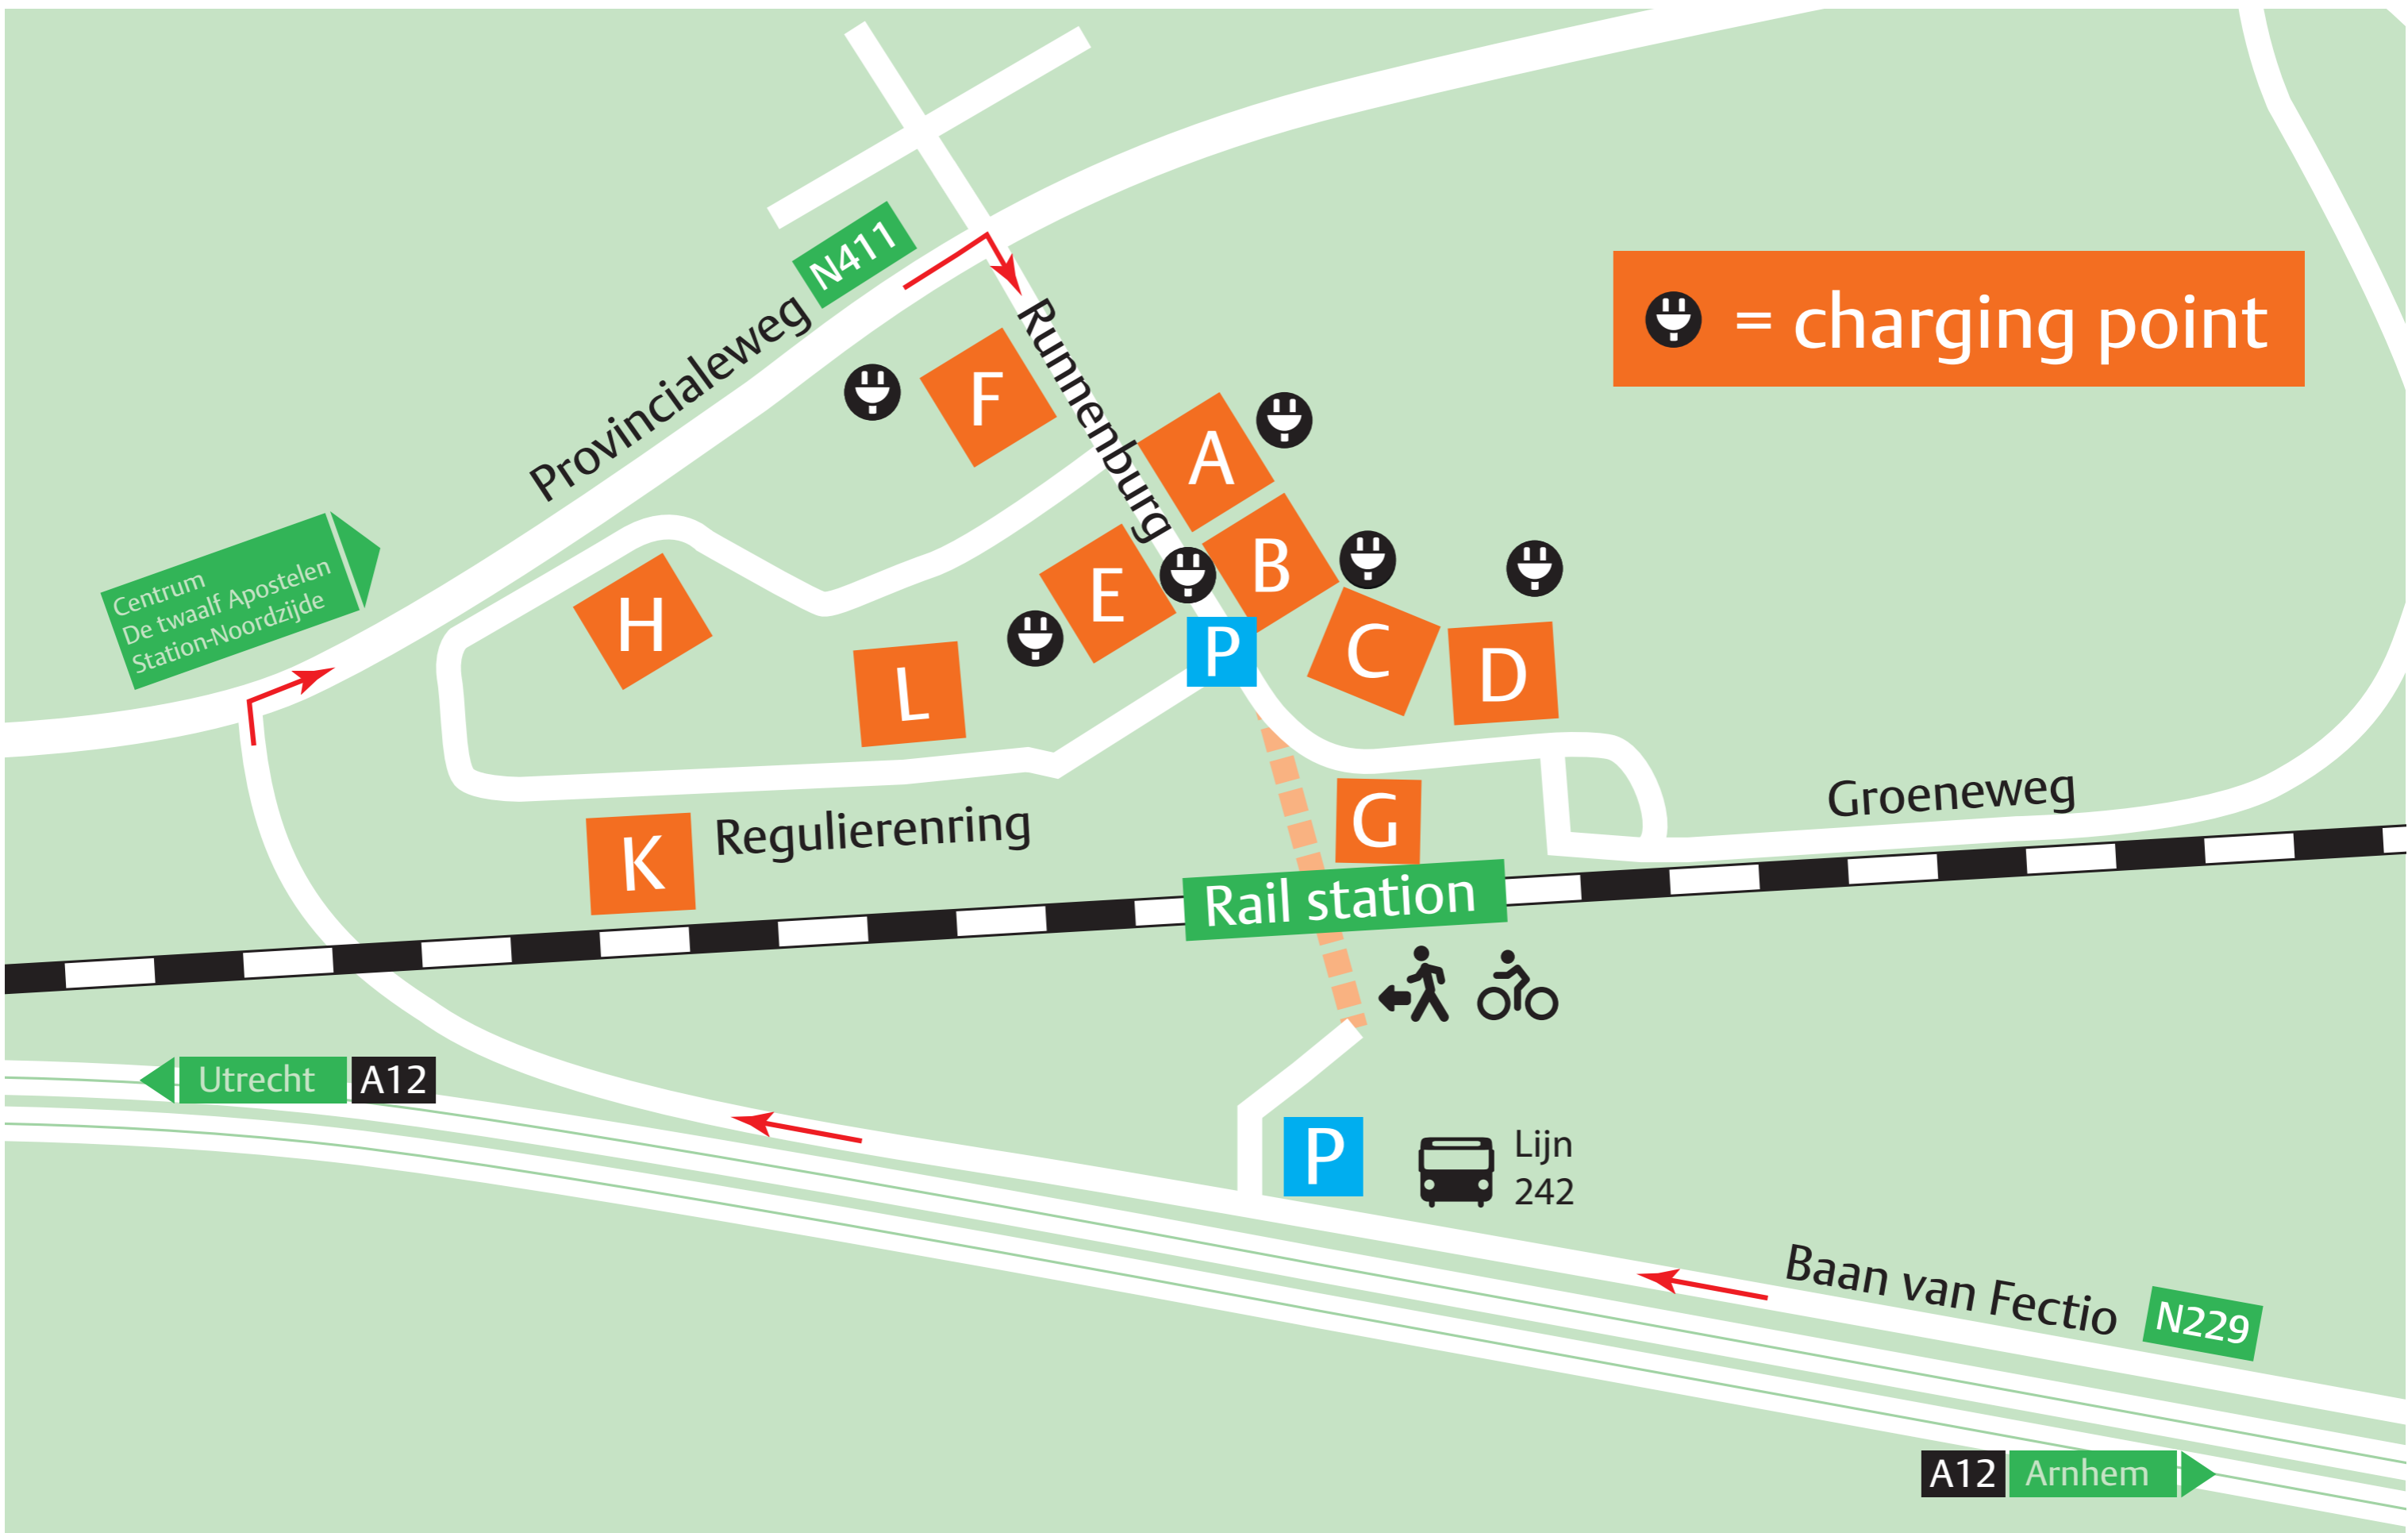 N411
Provincialeweg
Runnenburg
= charging point
F
A
B
E
H
C
D
L
P
Centrum
De twaalf Apostelen
Station-Noordzijde
G
Groeneweg
K
Regulierenring
Rail station
Utrecht A12
P
Lijn
242
Baan van Fectio
N229
A12 Arnhem